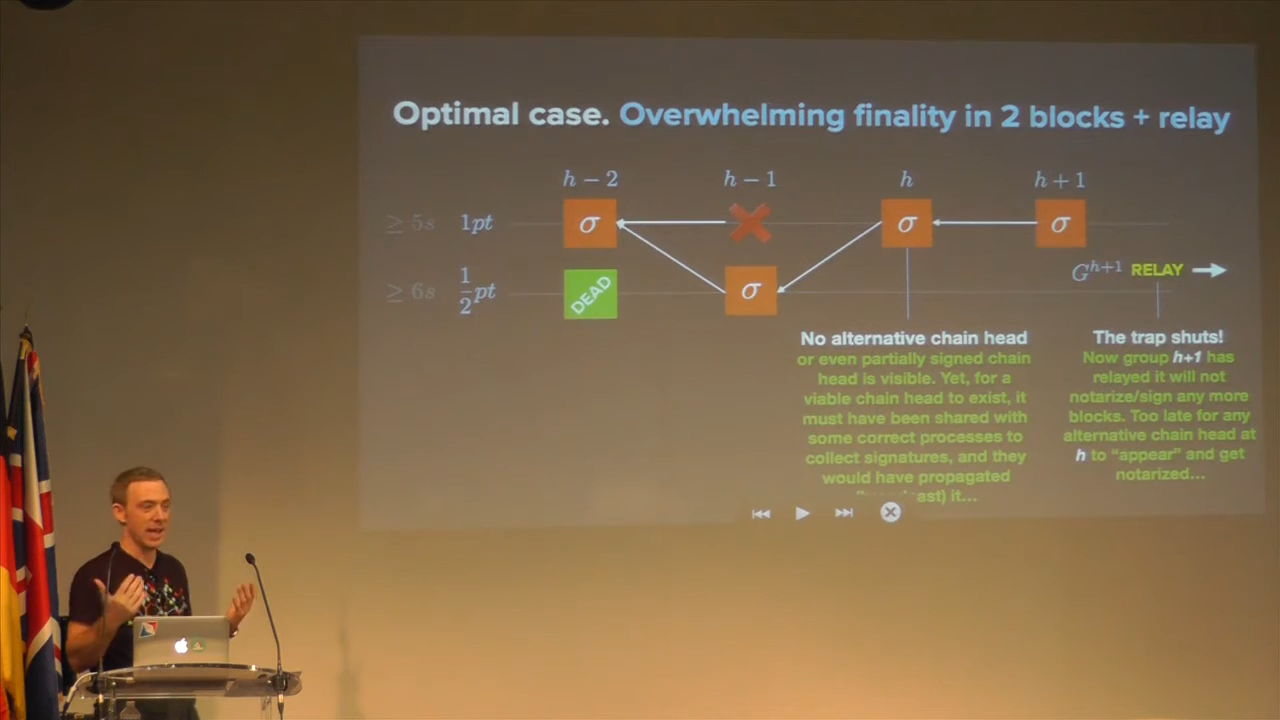 Optimal case. Overwhelming finality in 2 blocks + relay
h − 2 h − 1 h h + 1
≥ 5s 1pt σ σ σ
G^{h+1} RELAY
≥ 6s 1/2 pt DEAD σ
No alternative chain head
or even partially signed chain
head is visible. Yet, for a
viable chain head to exist, it
must have been shared with
some correct processes to
collect signatures, and they
would have propagated
it…
The trap shuts!
Now group h+1 has
relayed it will not
notarize/sign any more
blocks. Too late for any
alternative chain head at
h to “appear” and get
notarized…